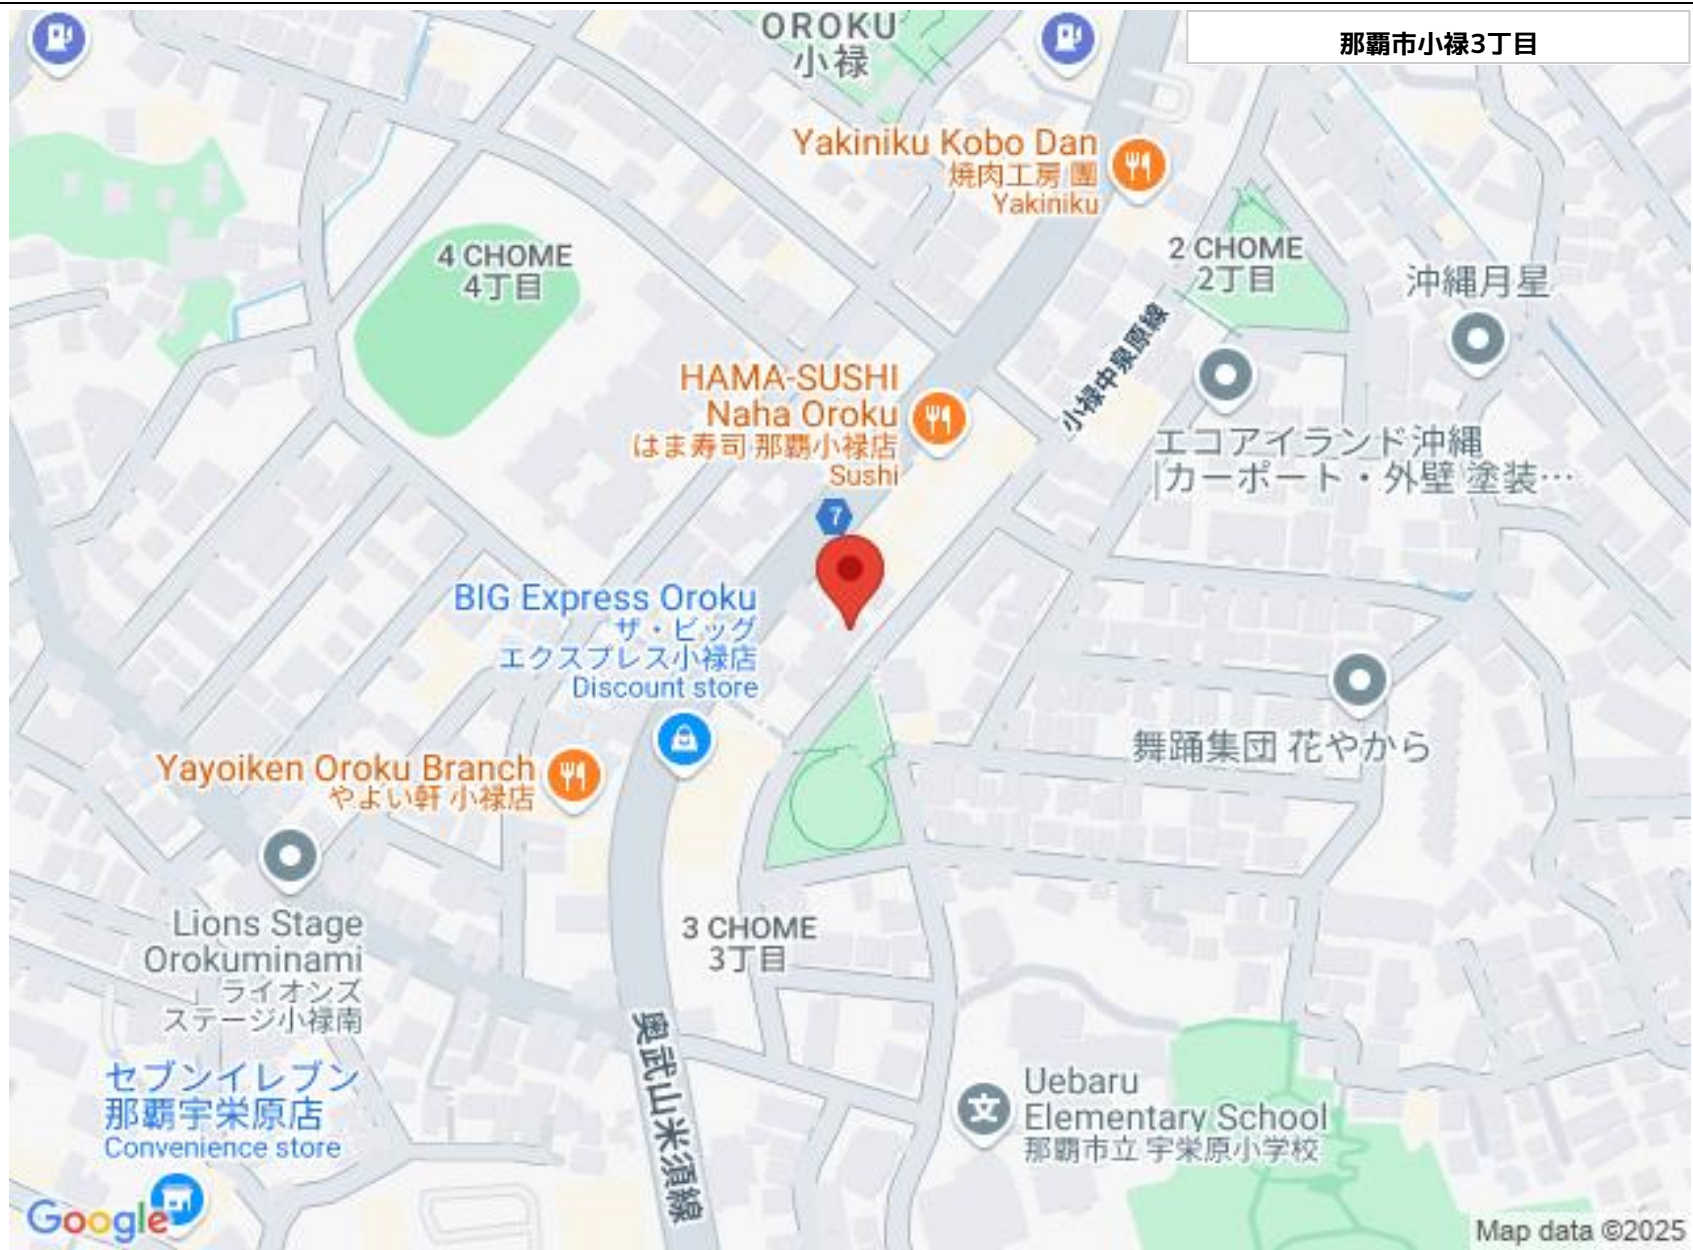 那覇市小禄3丁目
OROKU
小禄
Yakiniku Kobo Dan
焼肉工房 團
Yakiniku
4 CHOME
4丁目
2 CHOME
2丁目
沖縄月星
小禄中泉原線
HAMA-SUSHI
Naha Oroku
はま寿司 那覇小禄店
Sushi
エコアイランド沖縄
|カーポート・外壁 塗装…
7
BIG Express Oroku
ザ・ビッグ
エクスプレス小禄店
Discount store
舞踊集団 花やから
Yayoiken Oroku Branch
やよい軒 小禄店
Lions Stage
Orokuminami
ライオンズ
ステージ小禄南
3 CHOME
3丁目
奥武山米須線
セブンイレブン
那覇宇栄原店
Convenience store
文
Uebaru
Elementary School
那覇市立 宇栄原小学校
Google
Map data ©2025